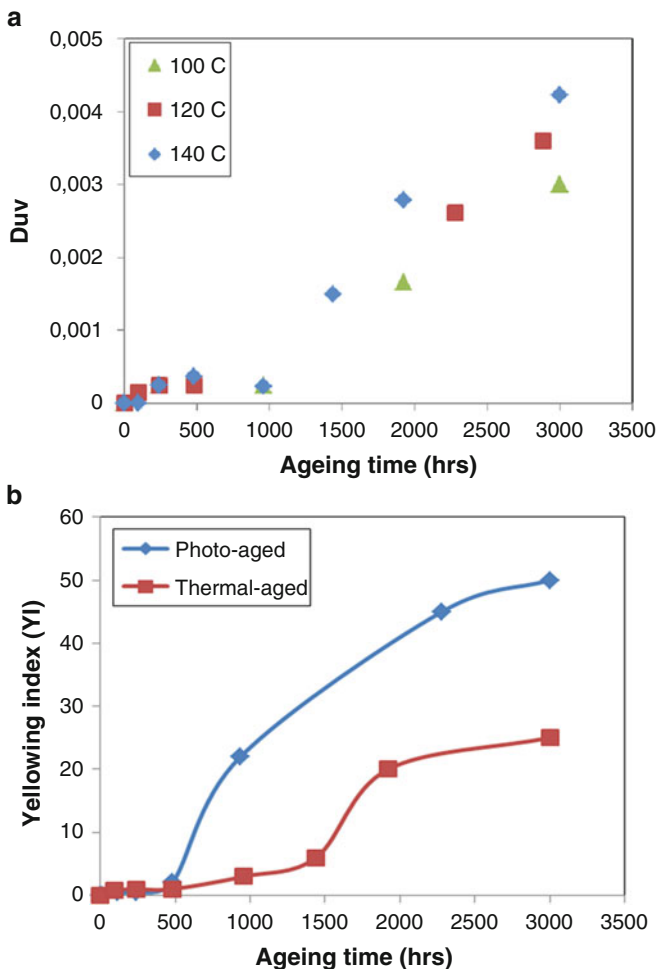 a
0,005
0,004
0,003
0,002
0,001
0
100 C
120 C
140 C
Duv
0 500 1000 1500 2000 2500 3000 3500
Ageing time (hrs)
b
60
50
40
30
20
10
0
Photo-aged
Thermal-aged
Yellowing index (YI)
0 500 1000 1500 2000 2500 3000 3500
Ageing time (hrs)